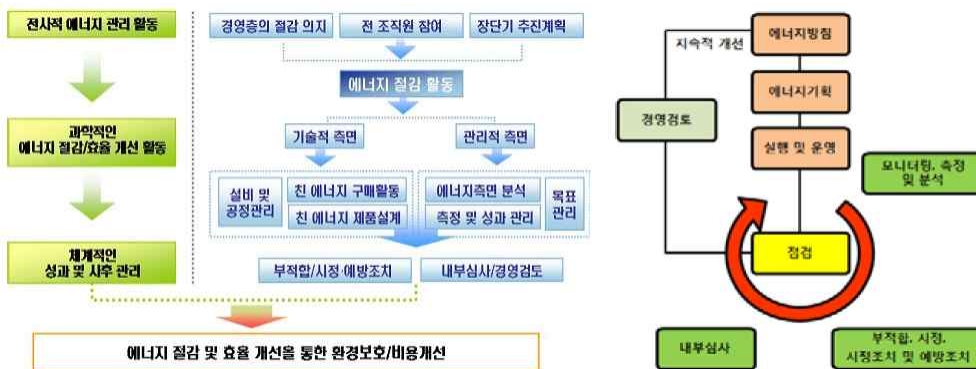 전사적 에너지 관리 활동
과학적인
에너지 절감/효율 개선 활동
체계적인
성과 및 사후 관리
경영층의 절감 의지
전 조직원 참여
장단기 추진계획
에너지 절감 활동
기술적 측면
관리적 측면
설비 및
공정관리
친 에너지 구매활동
친 에너지 제품설계
에너지측면 분석
측정 및 성과 관리
목표
관리
부적합/시정·예방조치
내부심사/경영검토
에너지 절감 및 효율 개선을 통한 환경보호/비용개선
지속적 개선
에너지방침
에너지기획
경영검토
실행 및 운영
모니터링, 측정
및 분석
점검
내부심사
부적합, 시정,
시정조치 및 예방조치